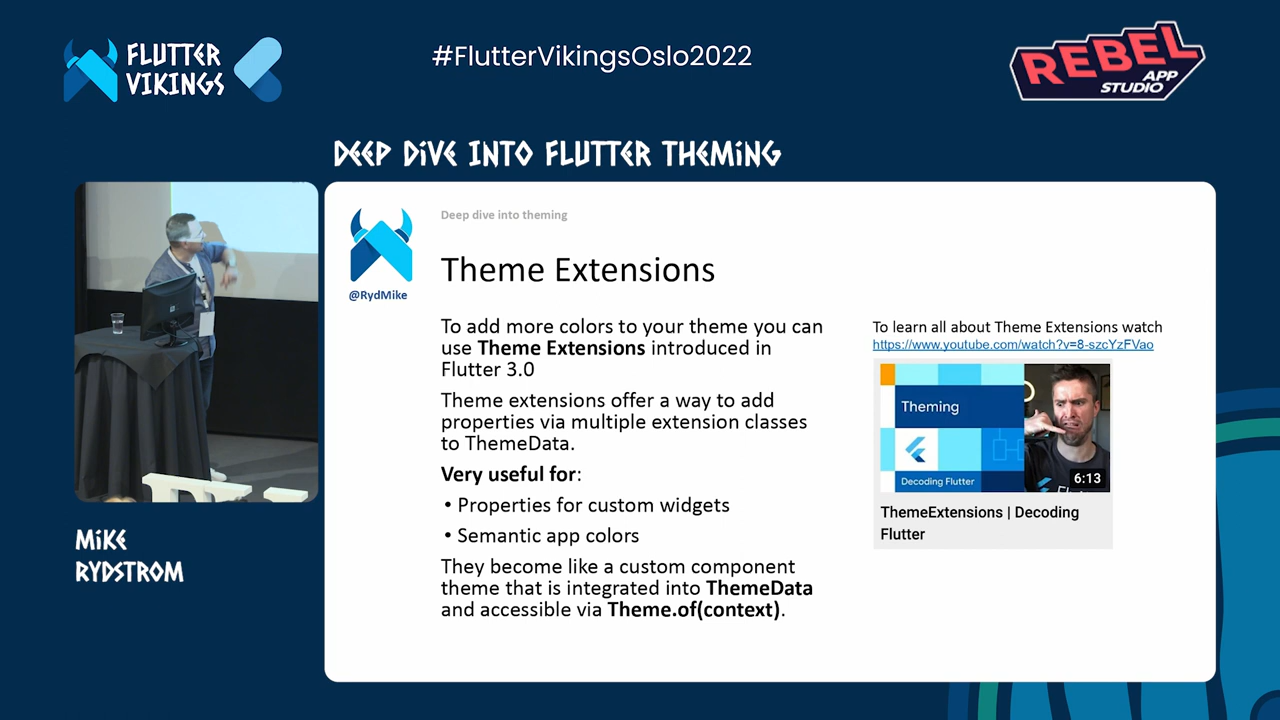 FLUTTER
VIKINGS
#FlutterVikingsOslo2022
REBEL
APP
STUDIO
DEEP DIVE INTO FLUTTER THEMING
Deep dive into theming
@RydMike
Theme Extensions
To add more colors to your theme you can
use Theme Extensions introduced in
Flutter 3.0
Theme extensions offer a way to add
properties via multiple extension classes
to ThemeData.
Very useful for:
• Properties for custom widgets
• Semantic app colors
They become like a custom component
theme that is integrated into ThemeData
and accessible via Theme.of(context).
To learn all about Theme Extensions watch
https://www.youtube.com/watch?v=8-szcYzFVao
Theming
Decoding Flutter
6:13
ThemeExtensions | Decoding
Flutter
MIKE
RYDSTROM